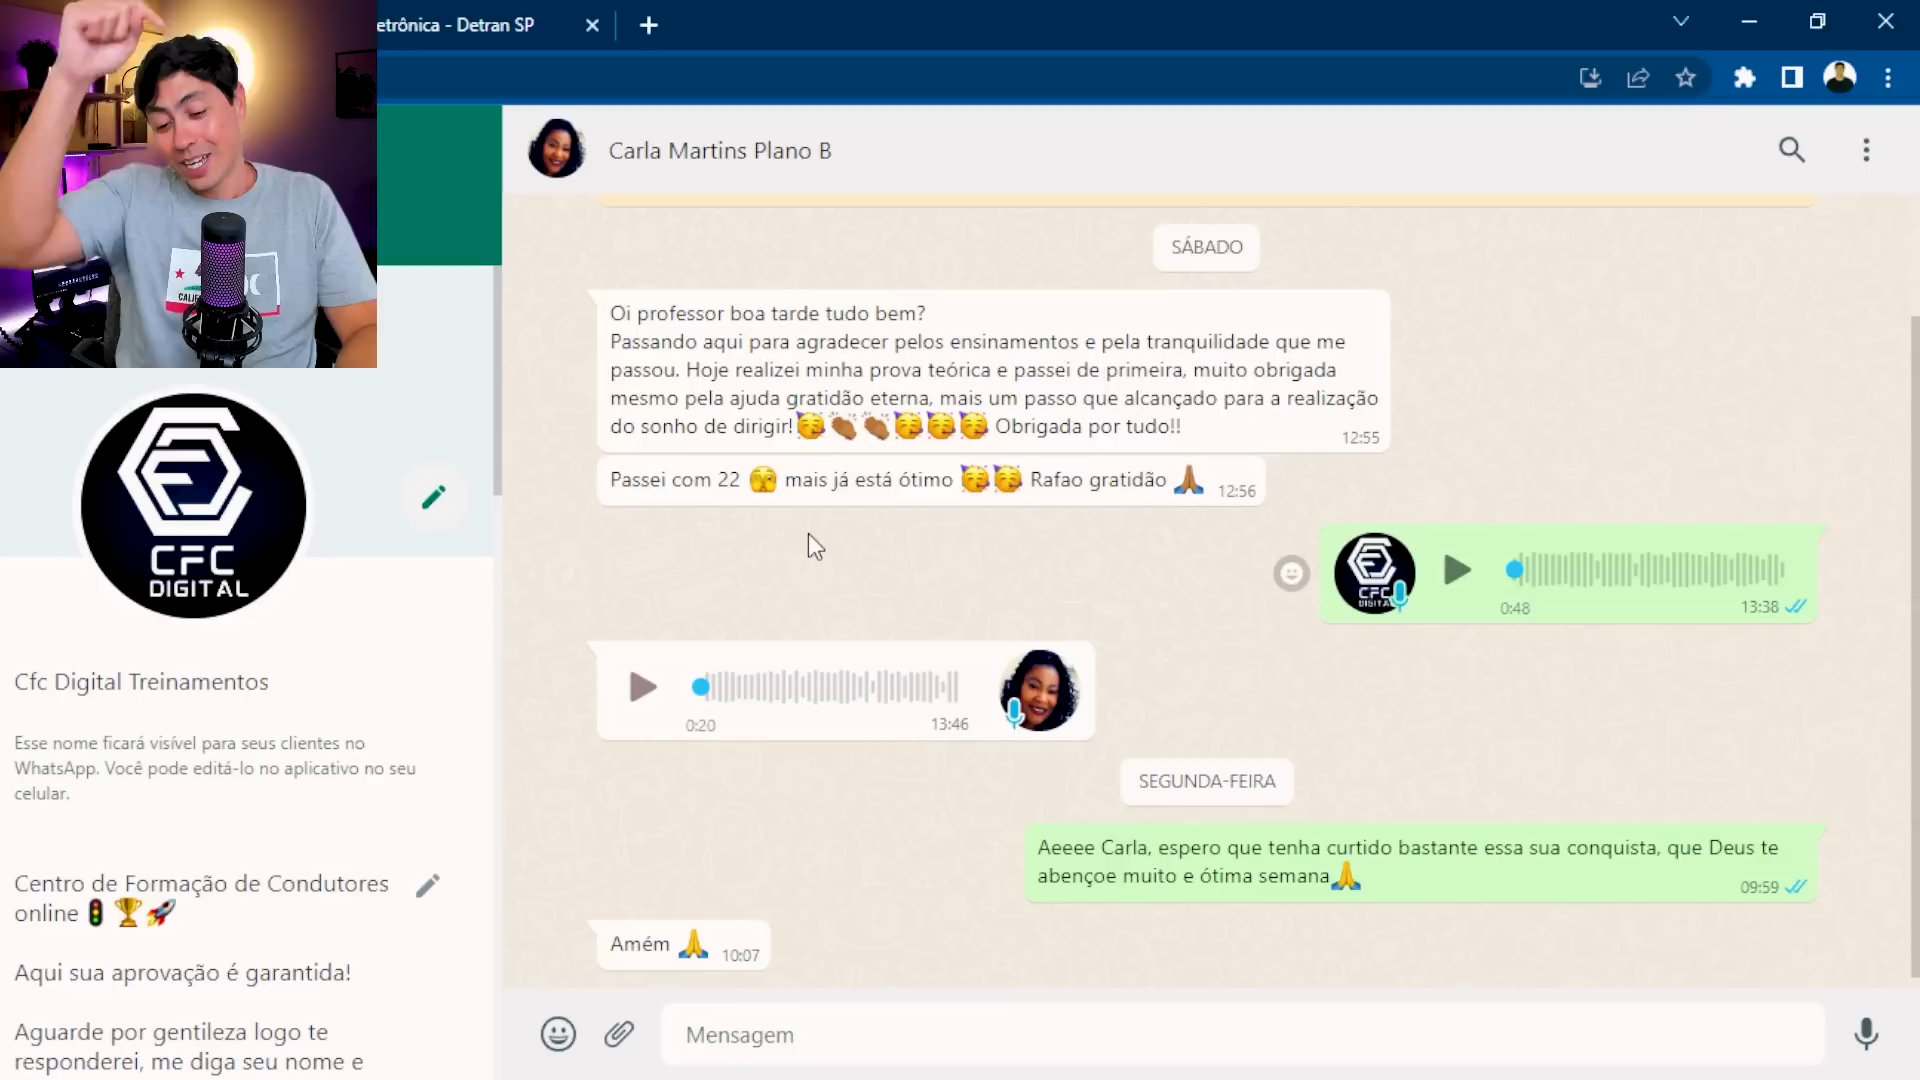 etrônica - Detran SP
Carla Martins Plano B
SÁBADO
Oi professor boa tarde tudo bem?
Passando aqui para agradecer pelos ensinamentos e pela tranquilidade que me
passou. Hoje realizei minha prova teórica e passei de primeira, muito obrigada
mesmo pela ajuda gratidão eterna, mais um passo que alcançado para a realização
do sonho de dirigir!🥳👏🏾👏🏾🥳🥳🥳 Obrigada por tudo!!
12:55
Passei com 22 🫣 mais já está ótimo 🥳🥳 Rafao gratidão 🙏🏾 12:56
CFC
0:48 13:38
0:20 13:46
SEGUNDA-FEIRA
Aeeee Carla, espero que tenha curtido bastante essa sua conquista, que Deus te
abençoe muito e ótima semana🙏
09:59
Amém 🙏 10:07
Mensagem
CFC
DIGITAL
Cfc Digital Treinamentos
Esse nome ficará visível para seus clientes no
WhatsApp. Você pode editá-lo no aplicativo no seu
celular.
Centro de Formação de Condutores
online 🚦🏆🚀
Aqui sua aprovação é garantida!
Aguarde por gentileza logo te
responderei, me diga seu nome e